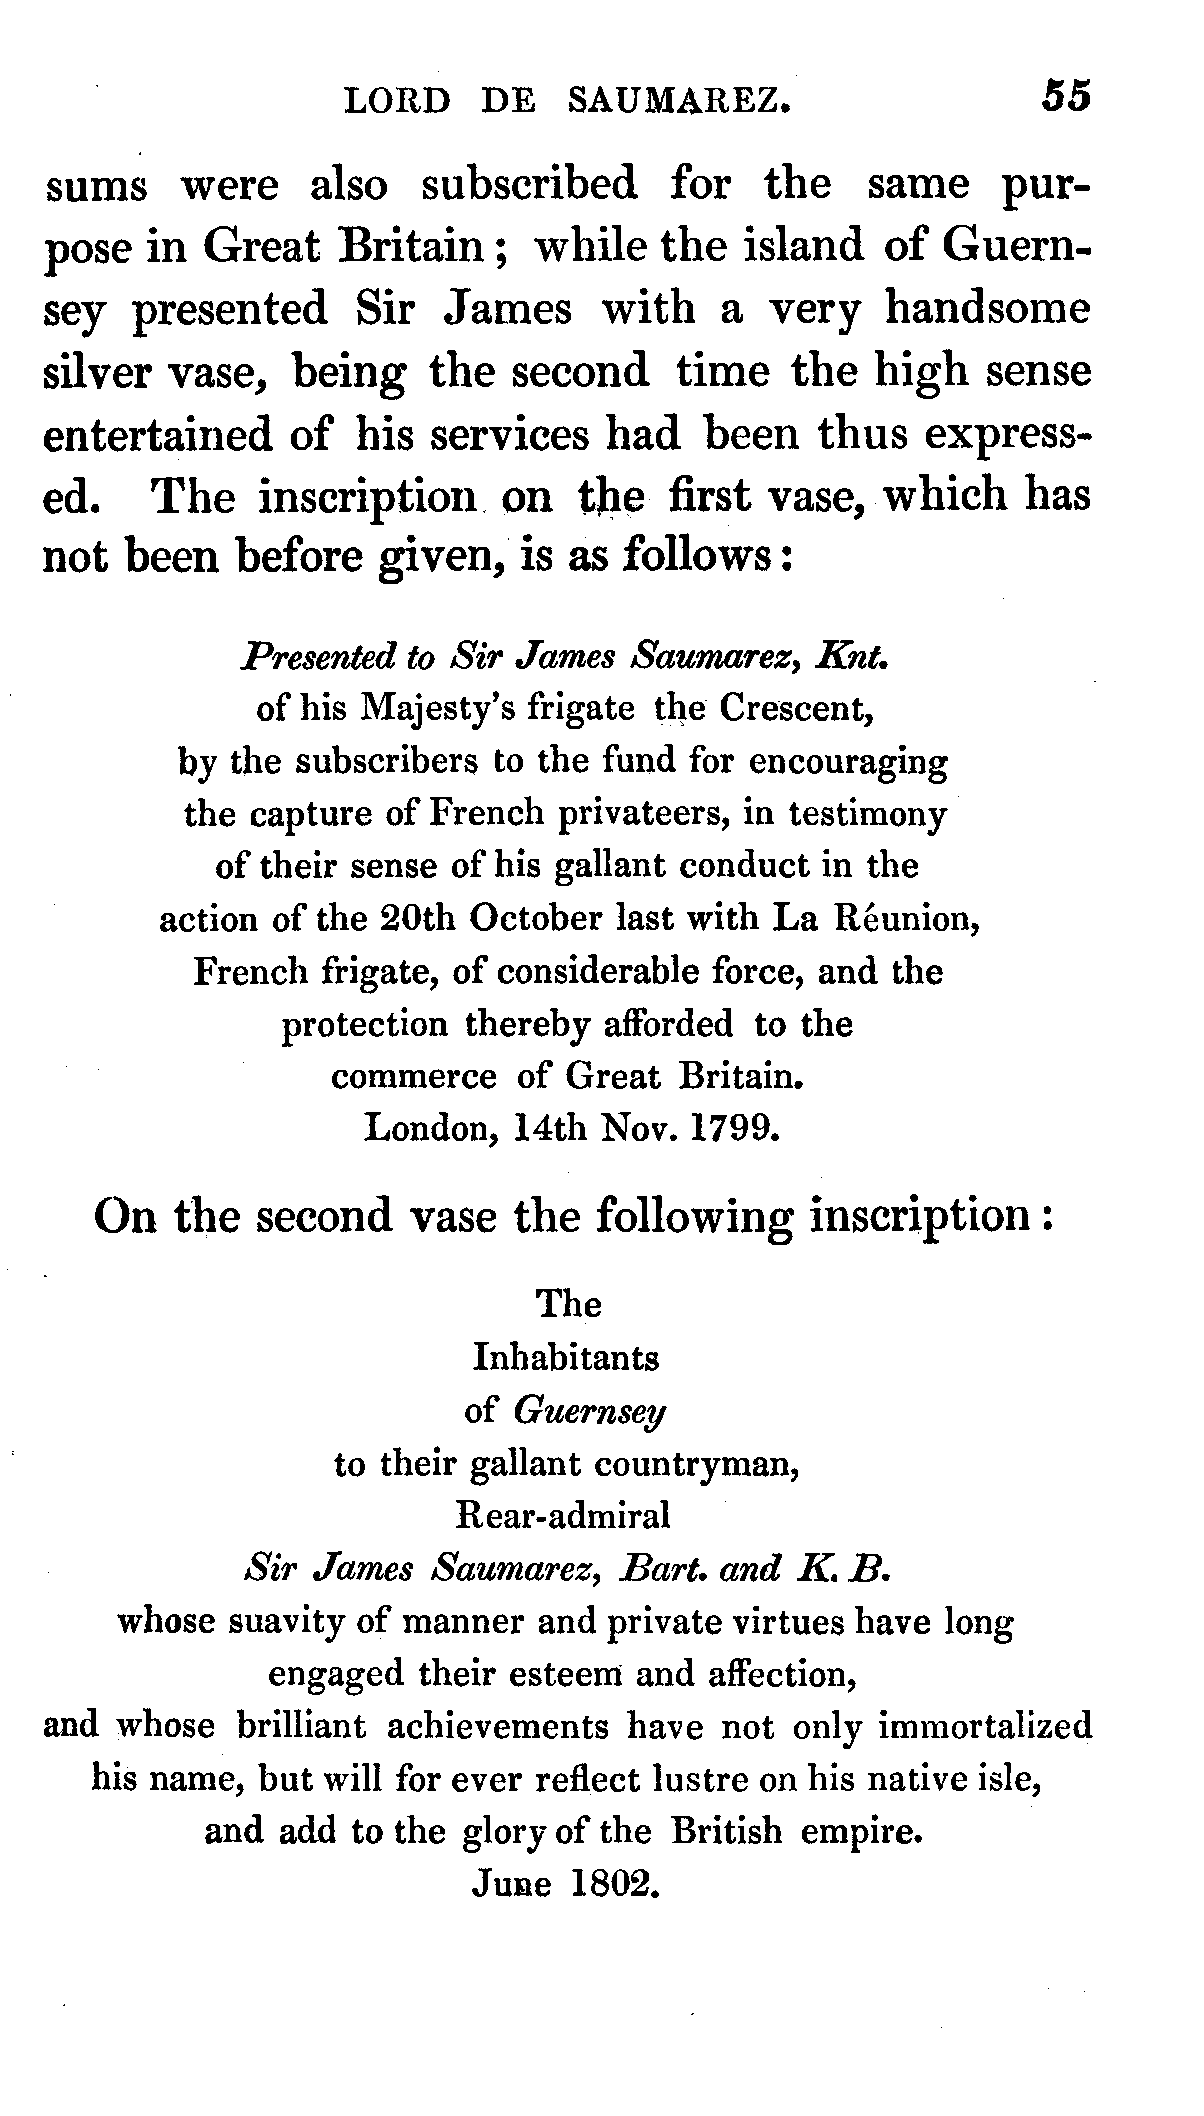 LORD DE SAUMAREZ. 55
sums were also subscribed for the same pur-
pose in Great Britain; while the island of Guern-
sey presented Sir James with a very handsome
silver vase, being the second time the high sense
entertained of his services had been thus express-
ed. The inscription on the first vase, which has
not been before given, is as follows:
Presented to Sir James Saumarez, Knt.
of his Majesty's frigate the Crescent,
by the subscribers to the fund for encouraging
the capture of French privateers, in testimony
of their sense of his gallant conduct in the
action of the 20th October last with La Réunion,
French frigate, of considerable force, and the
protection thereby afforded to the
commerce of Great Britain.
London, 14th Nov. 1799.
On the second vase the following inscription:
The
Inhabitants
of Guernsey
to their gallant countryman,
Rear-admiral
Sir James Saumarez, Bart. and K. B.
whose suavity of manner and private virtues have long
engaged their esteem and affection,
and whose brilliant achievements have not only immortalized
his name, but will for ever reflect lustre on his native isle,
and add to the glory of the British empire.
June 1802.